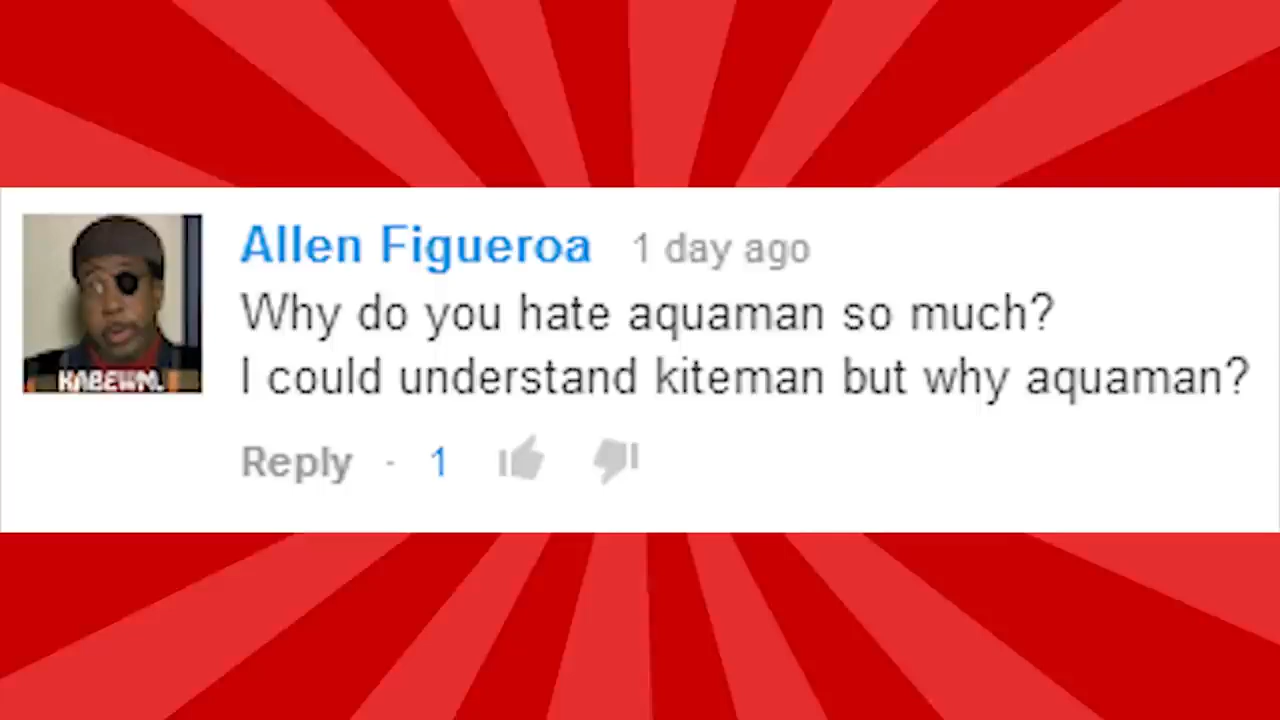 Allen Figueroa 1 day ago
Why do you hate aquaman so much?
I could understand kiteman but why aquaman?
Reply · 1
KABEWM.